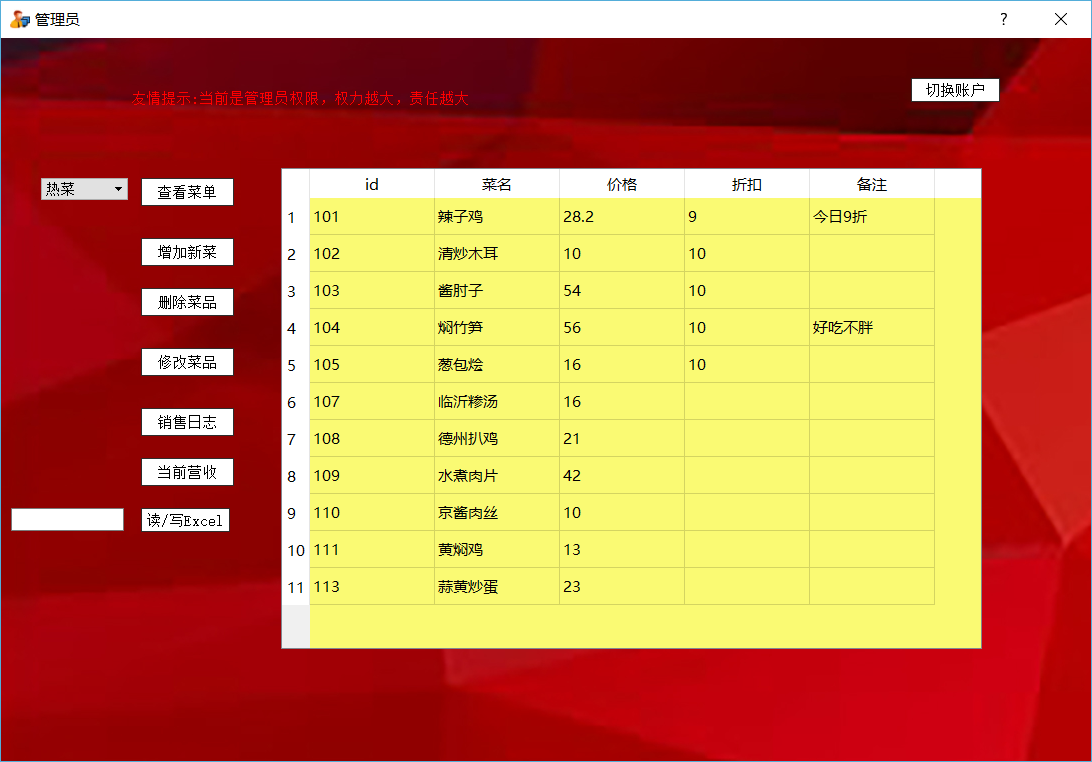 管理员
?
友情提示:当前是管理员权限，权力越大，责任越大
切换账户
热菜 查看菜单
增加新菜
删除菜品
修改菜品
销售日志
当前营收
读/写Excel
id 菜名 价格 折扣 备注
1 101 辣子鸡 28.2 9 今日9折
2 102 清炒木耳 10 10
3 103 酱肘子 54 10
4 104 焖竹笋 56 10 好吃不胖
5 105 葱包烩 16 10
6 107 临沂糁汤 16
7 108 德州扒鸡 21
8 109 水煮肉片 42
9 110 京酱肉丝 10
10 111 黄焖鸡 13
11 113 蒜黄炒蛋 23